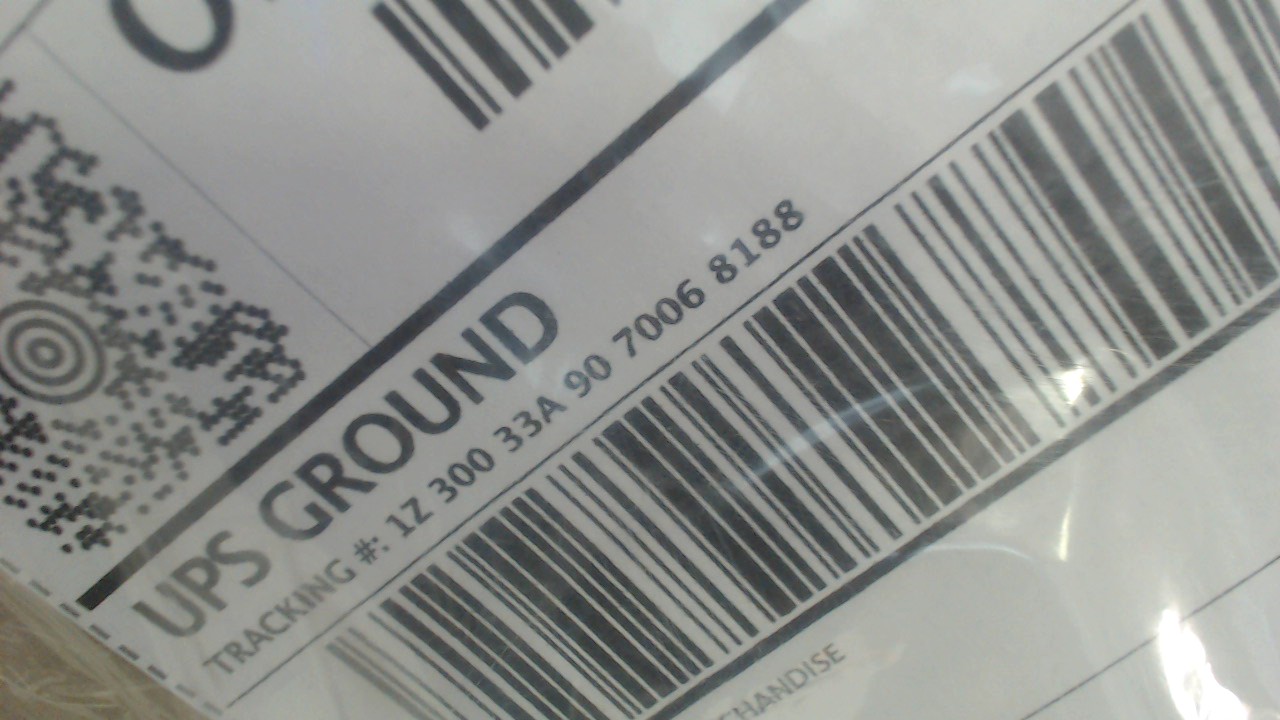 UPS GROUND
TRACKING #: 1Z 300 33A 90 7006 8188